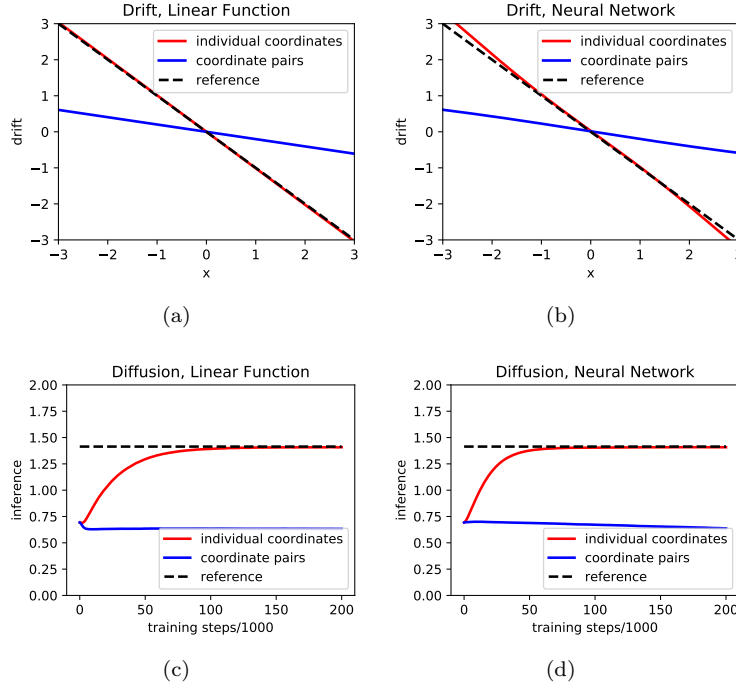 Drift, Linear Function
3
2
1
0
−1
−2
−3
drift
−3 −2 −1 0 1 2 3
x
individual coordinates
coordinate pairs
reference
(a)
Drift, Neural Network
3
2
1
0
−1
−2
−3
drift
−3 −2 −1 0 1 2 3
x
individual coordinates
coordinate pairs
reference
(b)
Diffusion, Linear Function
2.00
1.75
1.50
1.25
1.00
0.75
0.50
0.25
0.00
inference
0 50 100 150 200
training steps/1000
individual coordinates
coordinate pairs
reference
(c)
Diffusion, Neural Network
2.00
1.75
1.50
1.25
1.00
0.75
0.50
0.25
0.00
inference
0 50 100 150 200
training steps/1000
individual coordinates
coordinate pairs
reference
(d)